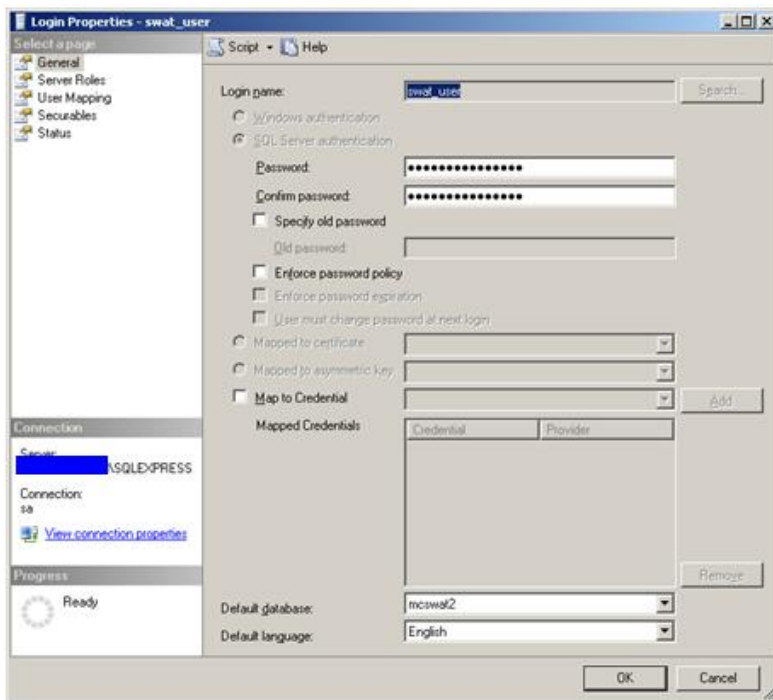 Login Properties - swat_user
Select a page
General
Server Roles
User Mapping
Securables
Status
Script
Help
Login name:
swat_user
Search...
Windows authentication
SQL Server authentication
Password:
●●●●●●●●●●●●●●●
Confirm password:
●●●●●●●●●●●●●●●
Specify old password
Old password:
Enforce password policy
Enforce password expiration
User must change password at next login
Mapped to certificate
Mapped to asymmetric key
Map to Credential
Add
Mapped Credentials
Credential
Provider
Remove
Default database:
mcswat2
Default language:
English
Connection
Server:
\SQLEXPRESS
Connection:
sa
View connection properties
Progress
Ready
OK
Cancel